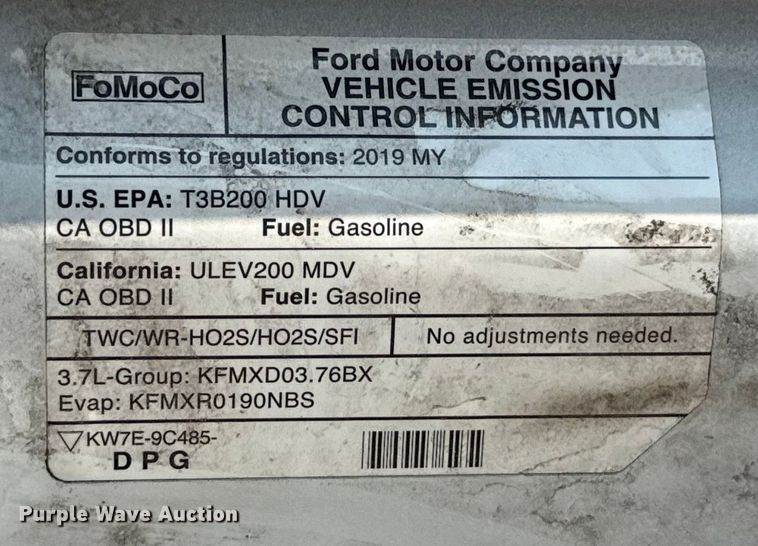 FoMoCo
Ford Motor Company
VEHICLE EMISSION
CONTROL INFORMATION
Conforms to regulations: 2019 MY
U.S. EPA: T3B200 HDV
CA OBD II Fuel: Gasoline
California: ULEV200 MDV
CA OBD II Fuel: Gasoline
TWC/WR-HO2S/HO2S/SFI No adjustments needed.
3.7L-Group: KFMXD03.76BX
Evap: KFMXR0190NBS
KW7E-9C485-
D P G
Purple Wave Auction